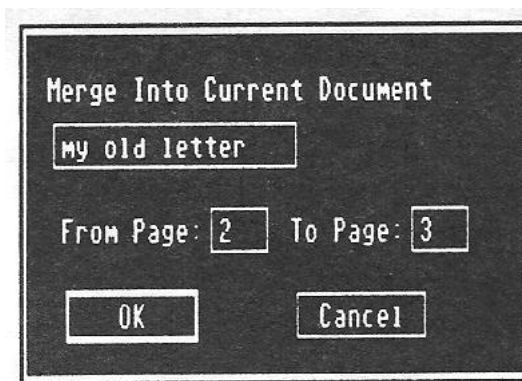 Merge Into Current Document
my old letter
From Page: 2 To Page: 3
OK Cancel